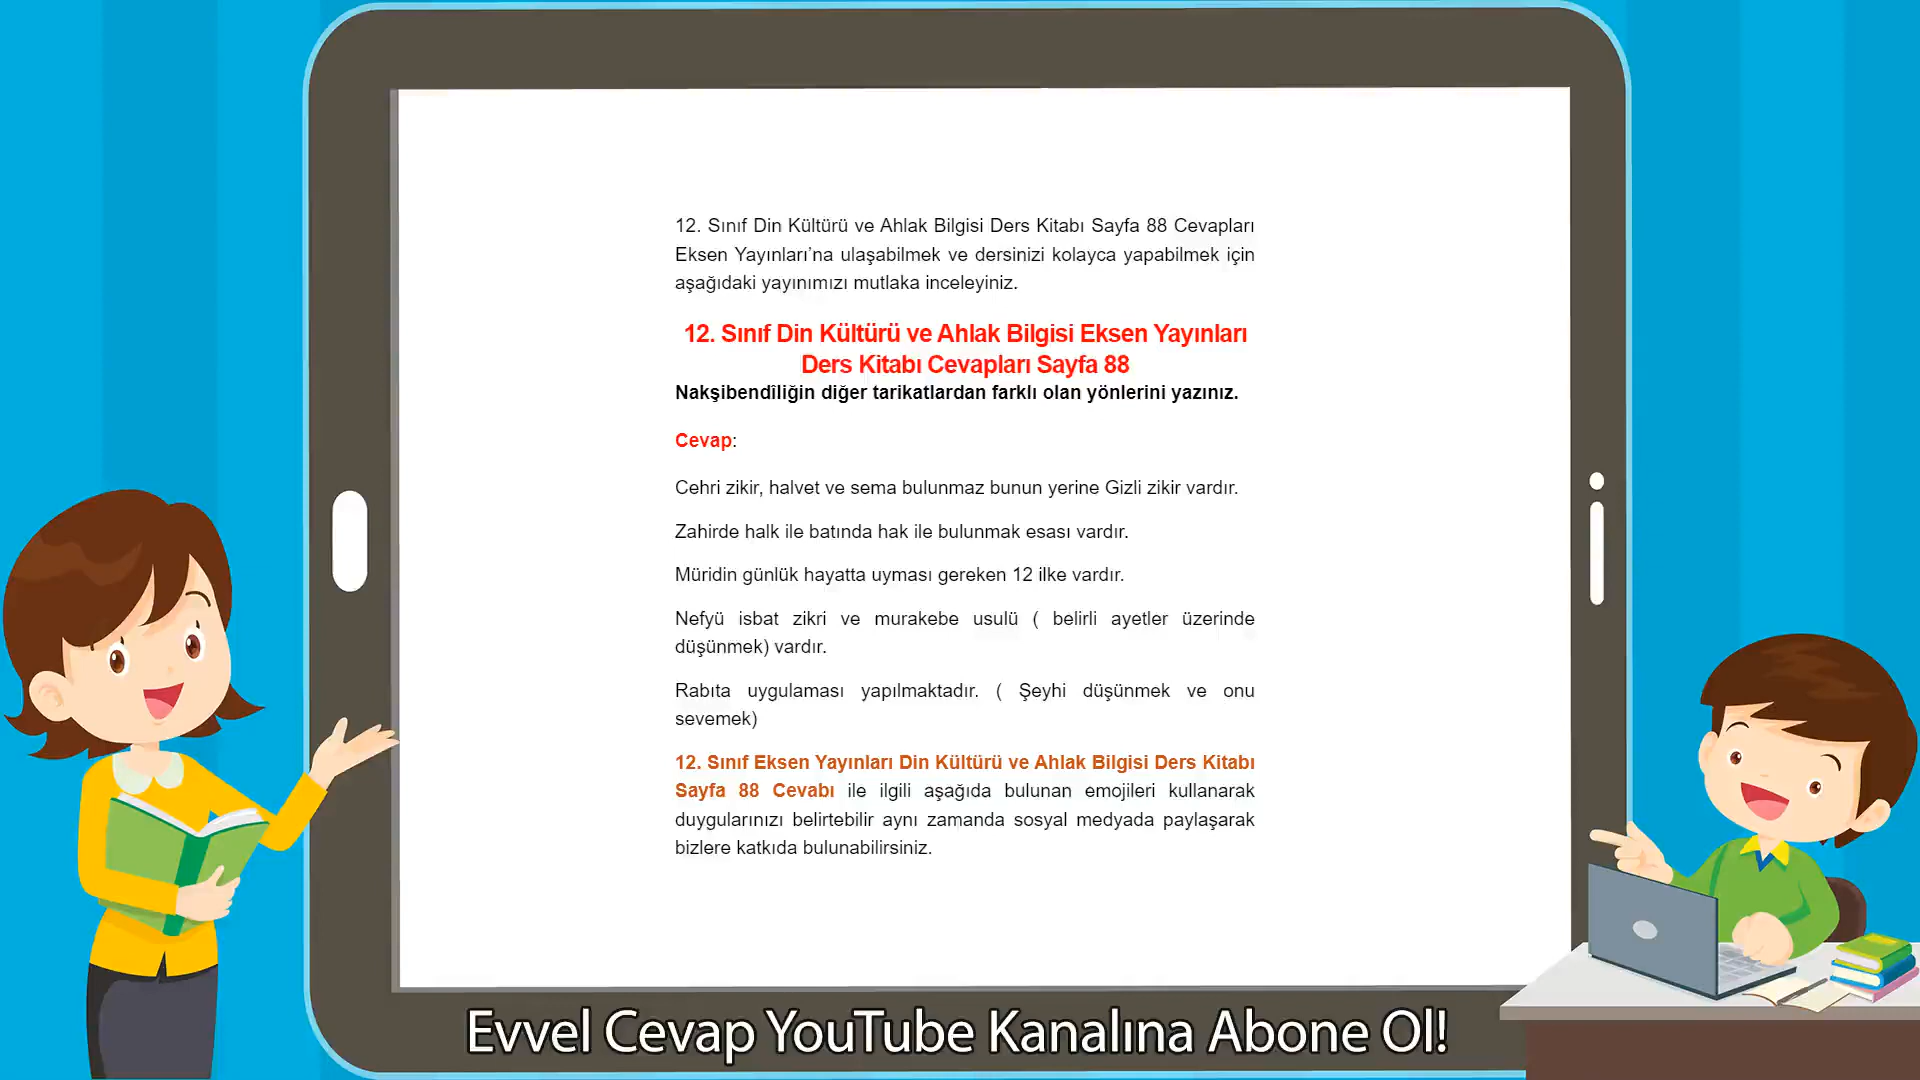 12. Sınıf Din Kültürü ve Ahlak Bilgisi Ders Kitabı Sayfa 88 Cevapları
Eksen Yayınları’na ulaşabilmek ve dersinizi kolayca yapabilmek için
aşağıdaki yayınımızı mutlaka inceleyiniz.
12. Sınıf Din Kültürü ve Ahlak Bilgisi Eksen Yayınları
Ders Kitabı Cevapları Sayfa 88
Nakşibendîliğin diğer tarikatlardan farklı olan yönlerini yazınız.
Cevap:
Cehri zikir, halvet ve sema bulunmaz bunun yerine Gizli zikir vardır.
Zahirde halk ile batında hak ile bulunmak esası vardır.
Müridin günlük hayatta uyması gereken 12 ilke vardır.
Nefyü isbat zikri ve murakebe usulü ( belirli ayetler üzerinde
düşünmek) vardır.
Rabıta uygulaması yapılmaktadır. ( Şeyhi düşünmek ve onu
sevemek)
12. Sınıf Eksen Yayınları Din Kültürü ve Ahlak Bilgisi Ders Kitabı
Sayfa 88 Cevabı ile ilgili aşağıda bulunan emojileri kullanarak
duygularınızı belirtebilir aynı zamanda sosyal medyada paylaşarak
bizlere katkıda bulunabilirsiniz.
Evvel Cevap YouTube Kanalına Abone Ol!